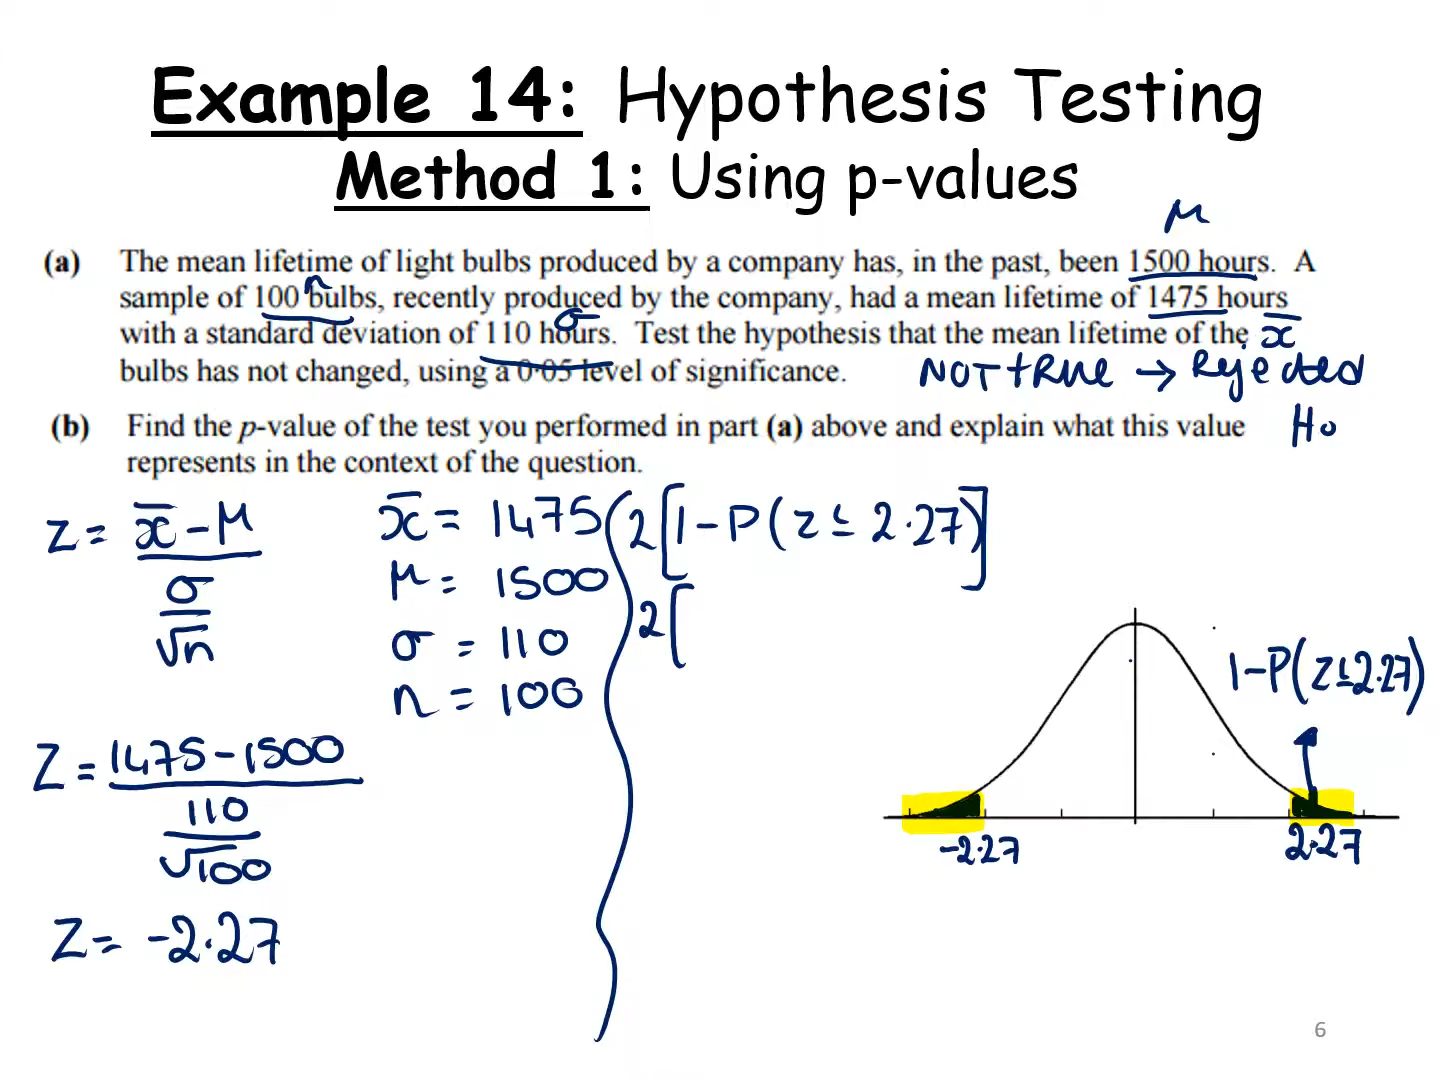 Example 14: Hypothesis Testing
Method 1: Using p-values
μ
(a) The mean lifetime of light bulbs produced by a company has, in the past, been 1500 hours. A
n
sample of 100 bulbs, recently produced by the company, had a mean lifetime of 1475 hours
σ
with a standard deviation of 110 hours. Test the hypothesis that the mean lifetime of the x̄
bulbs has not changed, using a 0·05 level of significance. NOT TRUE → Rejected
(b) Find the p-value of the test you performed in part (a) above and explain what this value H₀
represents in the context of the question.
z = x̄ - μ
σ
√n
x̄ = 1475
μ = 1500
σ = 110
n = 100
2[1-P(z ≤ 2.27)]
2[
1-P(z ≤ 2.27)
-2.27 2.27
z = 1475 - 1500
110
√100
z = -2.27
6